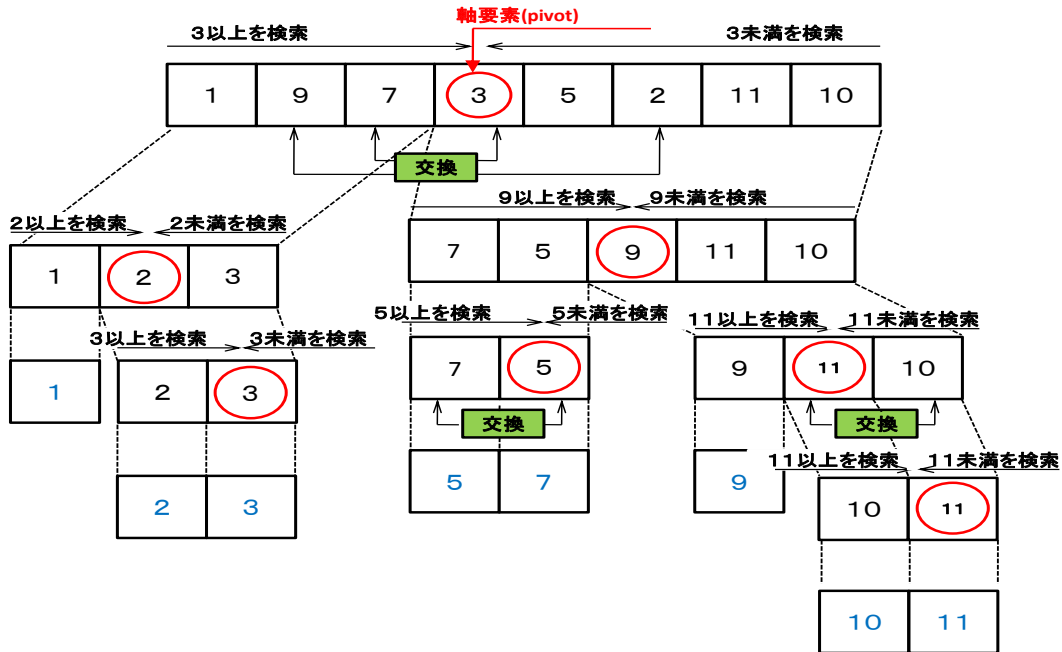 軸要素(pivot)
3以上を検索 3未満を検索
1 9 7 3 5 2 11 10
交換
9以上を検索 9未満を検索
2以上を検索 2未満を検索
7 5 9 11 10
1 2 3
5以上を検索 5未満を検索
11以上を検索 11未満を検索
3以上を検索 3未満を検索
7 5
9 11 10
1
2 3
交換
交換
11以上を検索 11未満を検索
5 7
9
2 3
10 11
10 11